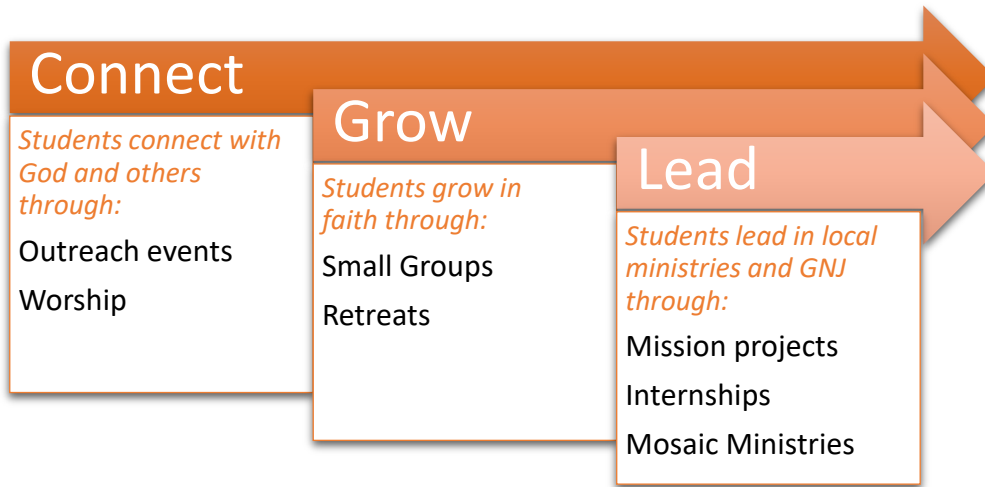 Connect
Students connect with
God and others
through:
Outreach events
Worship
Grow
Students grow in
faith through:
Small Groups
Retreats
Lead
Students lead in local
ministries and GNJ
through:
Mission projects
Internships
Mosaic Ministries